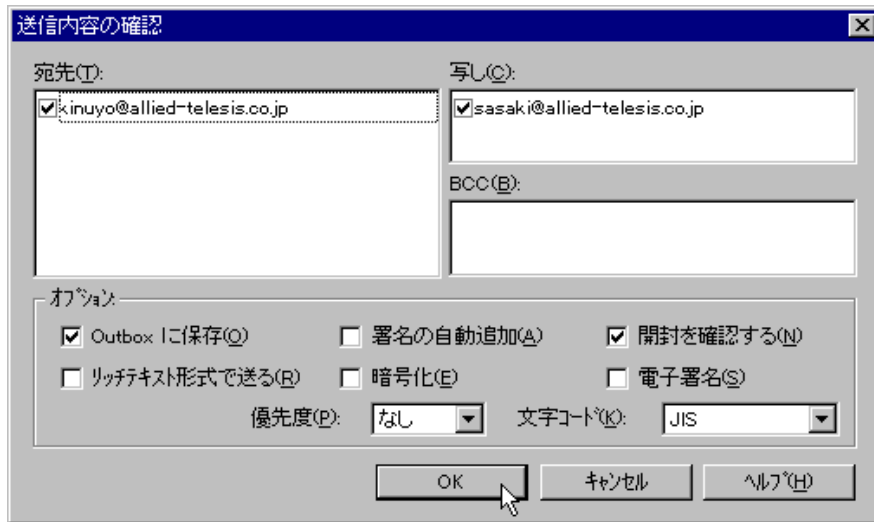 送信内容の確認
宛先(T):
kinuyo@allied-telesis.co.jp
写し(C):
sasaki@allied-telesis.co.jp
BCC(B):
オプション:
Outbox に保存(O) 署名の自動追加(A) 開封を確認する(N)
リッチテキスト形式で送る(R) 暗号化(E) 電子署名(S)
優先度(P): なし 文字コード(K): JIS
OK キャンセル ヘルプ(H)